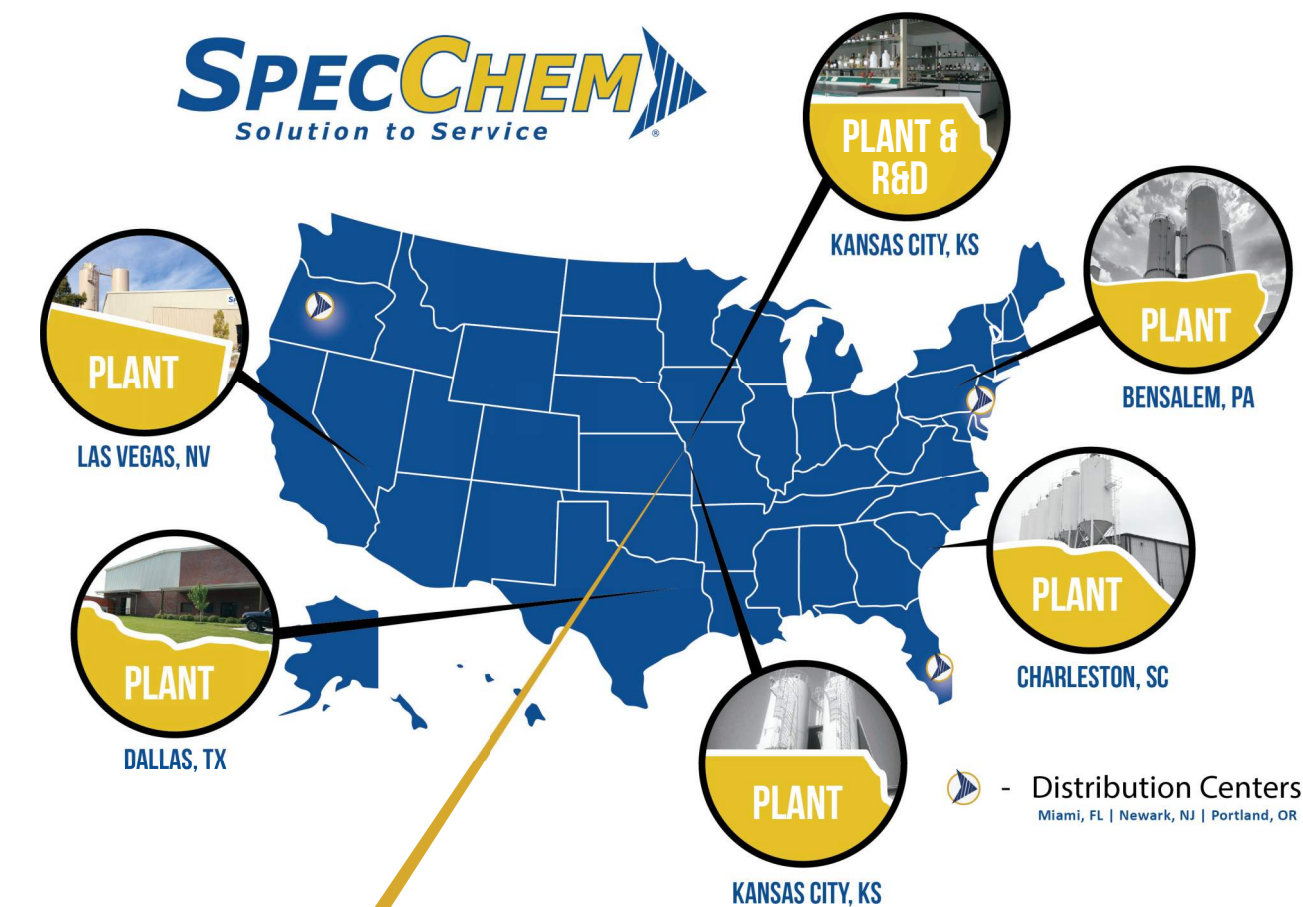 SPECCHEM
Solution to Service
®
PLANT &
R&D
KANSAS CITY, KS
PLANT
BENSALEM, PA
PLANT
LAS VEGAS, NV
PLANT
CHARLESTON, SC
PLANT
DALLAS, TX
PLANT
KANSAS CITY, KS
- Distribution Centers
Miami, FL | Newark, NJ | Portland, OR